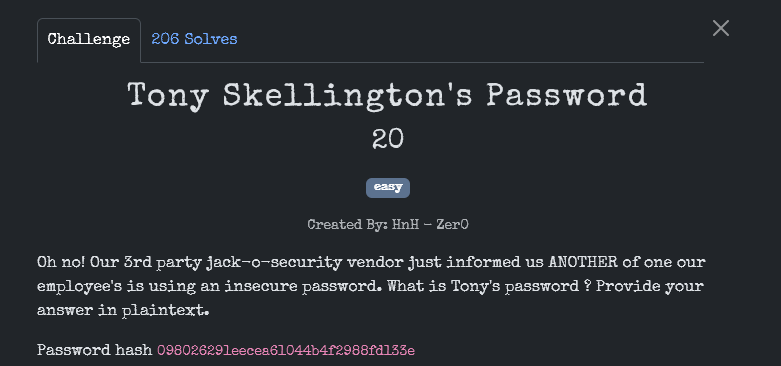 Challenge 206 Solves
Tony Skellington's Password
20
easy
Created By: HnH - Zer0
Oh no! Our 3rd party jack-o-security vendor just informed us ANOTHER of one our
employee's is using an insecure password. What is Tony's password ? Provide your
answer in plaintext.
Password hash 098026291eecea61044b4f2988fd133e